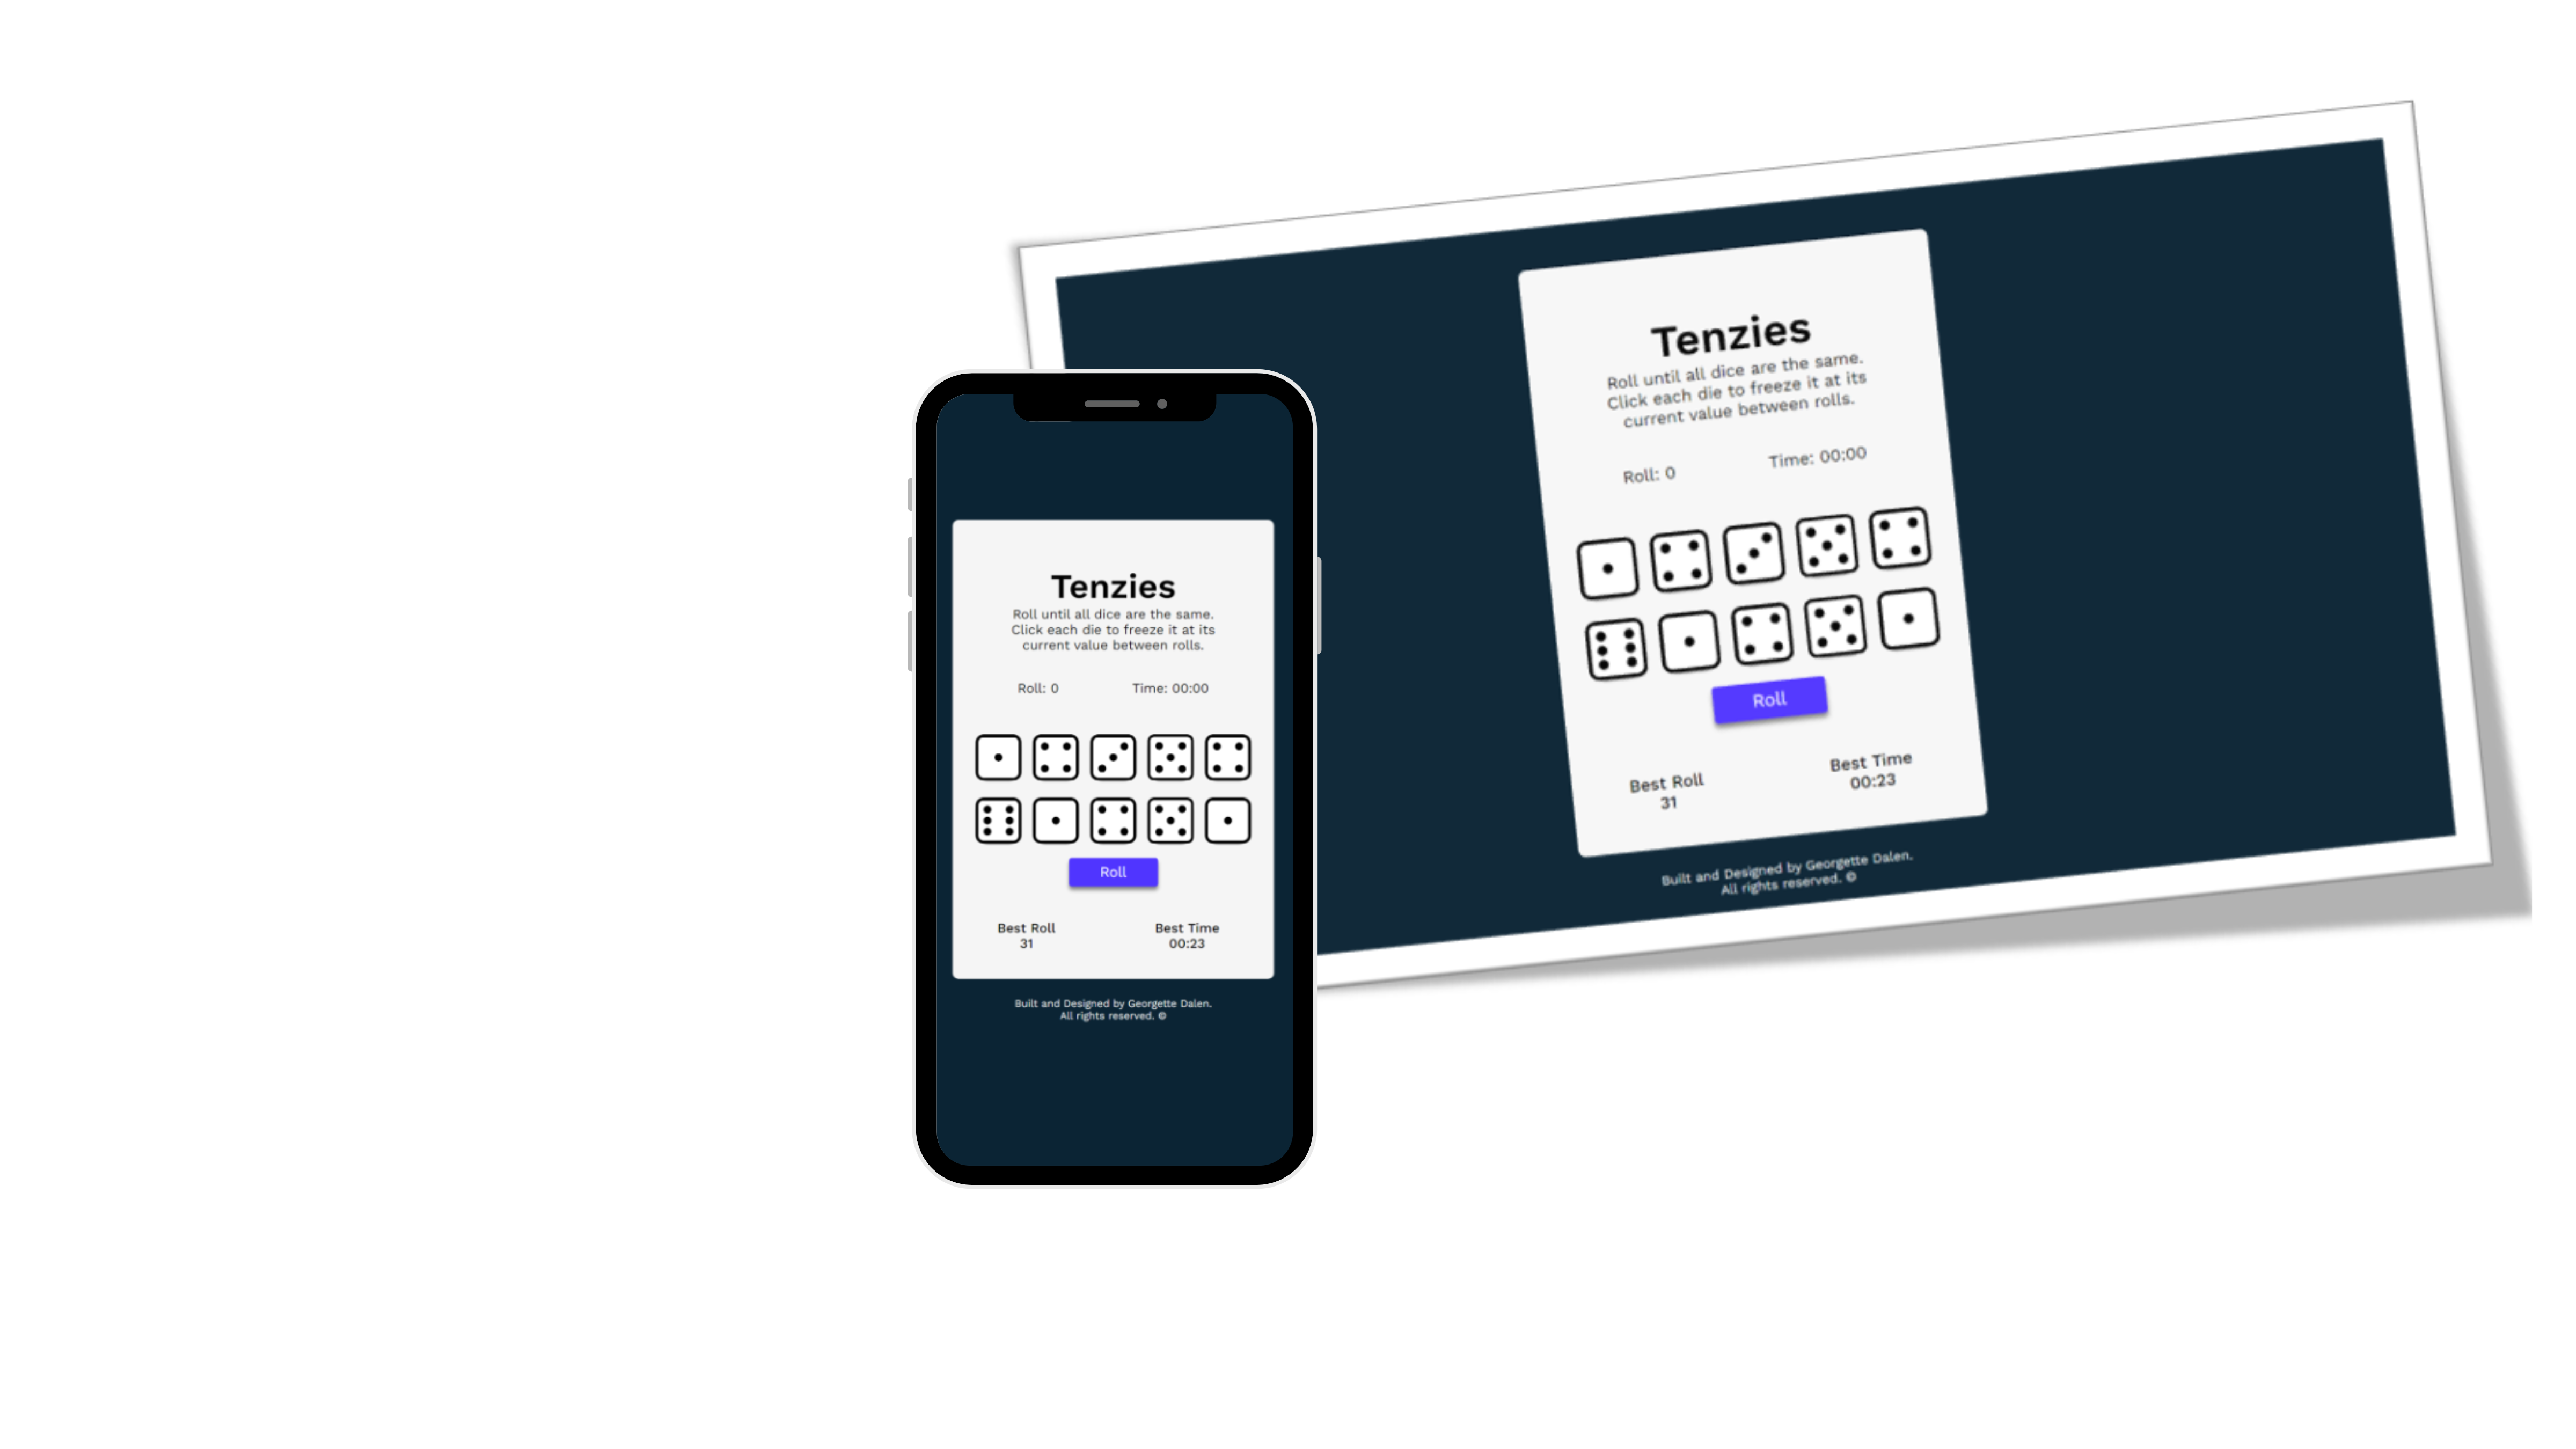 Tenzies
Roll until all dice are the same.
Click each die to freeze it at its
current value between rolls.
Roll: 0 Time: 00:00
Roll
Best Roll Best Time
31 00:23
Built and Designed by Georgette Dalen.
All rights reserved. ©
Tenzies
Roll until all dice are the same.
Click each die to freeze it at its
current value between rolls.
Roll: 0 Time: 00:00
Roll
Best Roll Best Time
31 00:23
Built and Designed by Georgette Dalen.
All rights reserved. ©